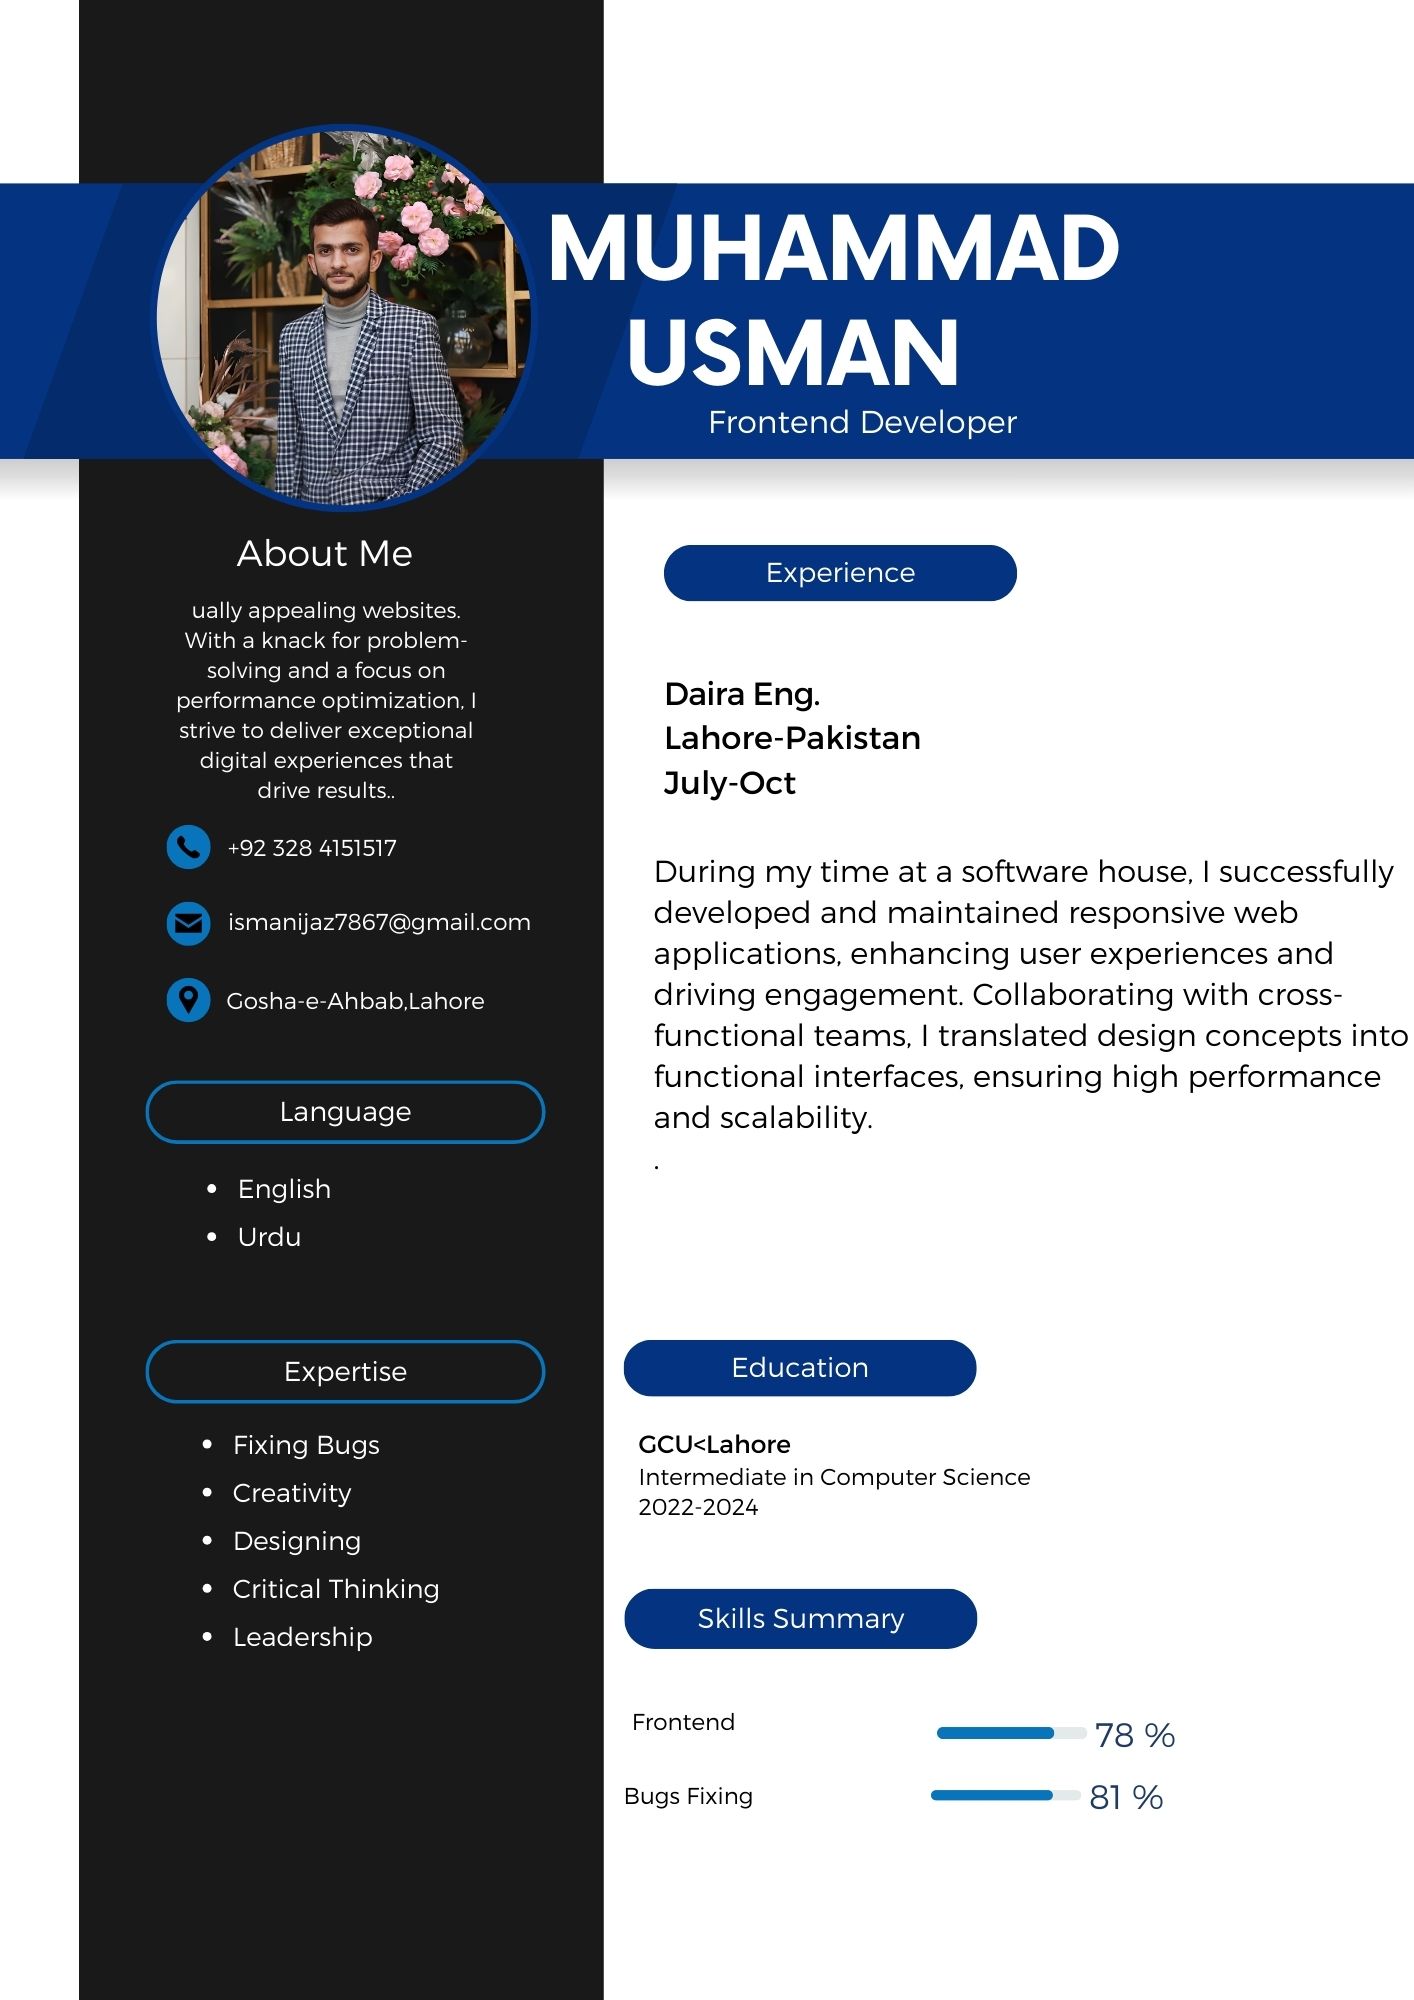 MUHAMMAD
USMAN
Frontend Developer
About Me
ually appealing websites.
With a knack for problem-
solving and a focus on
performance optimization, I
strive to deliver exceptional
digital experiences that
drive results..
+92 328 4151517
ismanijaz7867@gmail.com
Gosha-e-Ahbab,Lahore
Language
• English
• Urdu
Expertise
• Fixing Bugs
• Creativity
• Designing
• Critical Thinking
• Leadership
Experience
Daira Eng.
Lahore-Pakistan
July-Oct
During my time at a software house, I successfully
developed and maintained responsive web
applications, enhancing user experiences and
driving engagement. Collaborating with cross-
functional teams, I translated design concepts into
functional interfaces, ensuring high performance
and scalability.
.
Education
GCU<Lahore
Intermediate in Computer Science
2022-2024
Skills Summary
Frontend 78 %
Bugs Fixing 81 %